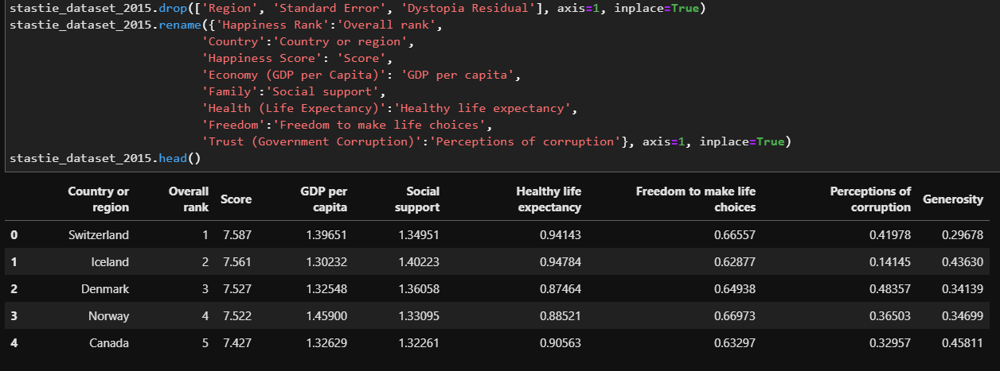 stastie_dataset_2015.drop(['Region', 'Standard Error', 'Dystopia Residual'], axis=1, inplace=True)
stastie_dataset_2015.rename({'Happiness Rank':'Overall rank',
'Country':'Country or region',
'Happiness Score': 'Score',
'Economy (GDP per Capita)': 'GDP per capita',
'Family':'Social support',
'Health (Life Expectancy)':'Healthy life expectancy',
'Freedom':'Freedom to make life choices',
'Trust (Government Corruption)':'Perceptions of corruption'}, axis=1, inplace=True)
stastie_dataset_2015.head()
Country or Overall Score GDP per Social Healthy life Freedom to make life Perceptions of Generosity
region rank capita support expectancy choices corruption
0 Switzerland 1 7.587 1.39651 1.34951 0.94143 0.66557 0.41978 0.29678
1 Iceland 2 7.561 1.30232 1.40223 0.94784 0.62877 0.14145 0.43630
2 Denmark 3 7.527 1.32548 1.36058 0.87464 0.64938 0.48357 0.34139
3 Norway 4 7.522 1.45900 1.33095 0.88521 0.66973 0.36503 0.34699
4 Canada 5 7.427 1.32629 1.32261 0.90563 0.63297 0.32957 0.45811